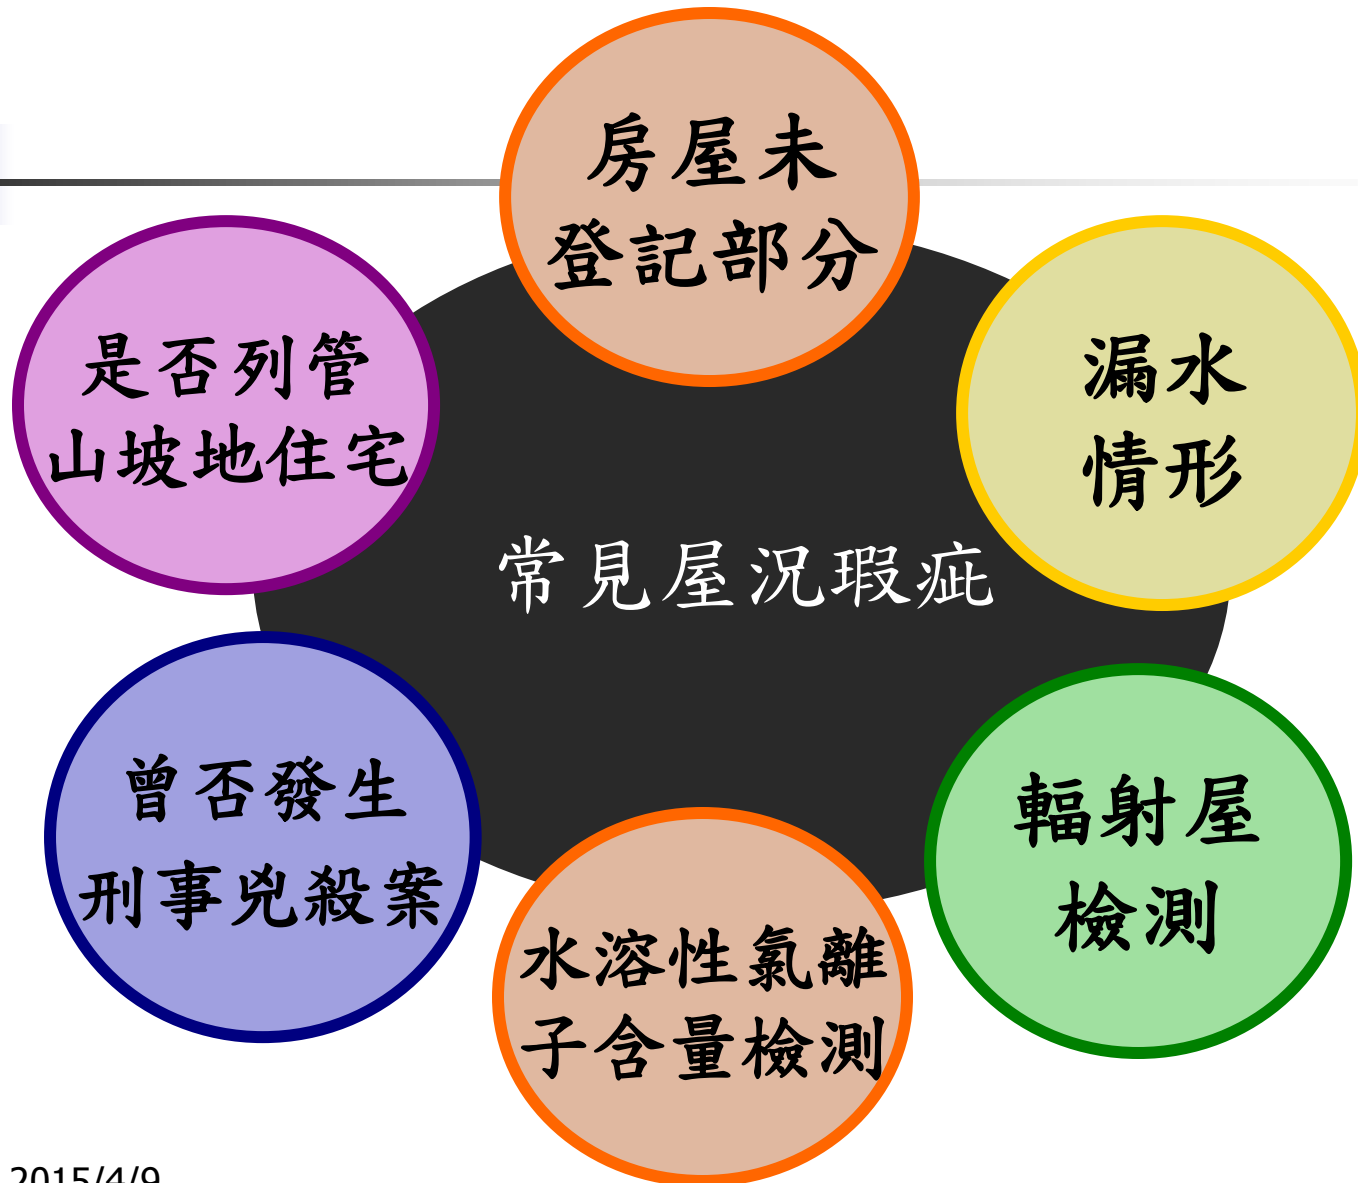 房屋未
登記部分
漏水
情形
是否列管
山坡地住宅
常見屋況瑕疵
輻射屋
檢測
曾否發生
刑事兇殺案
水溶性氯離
子含量檢測
2015/4/9